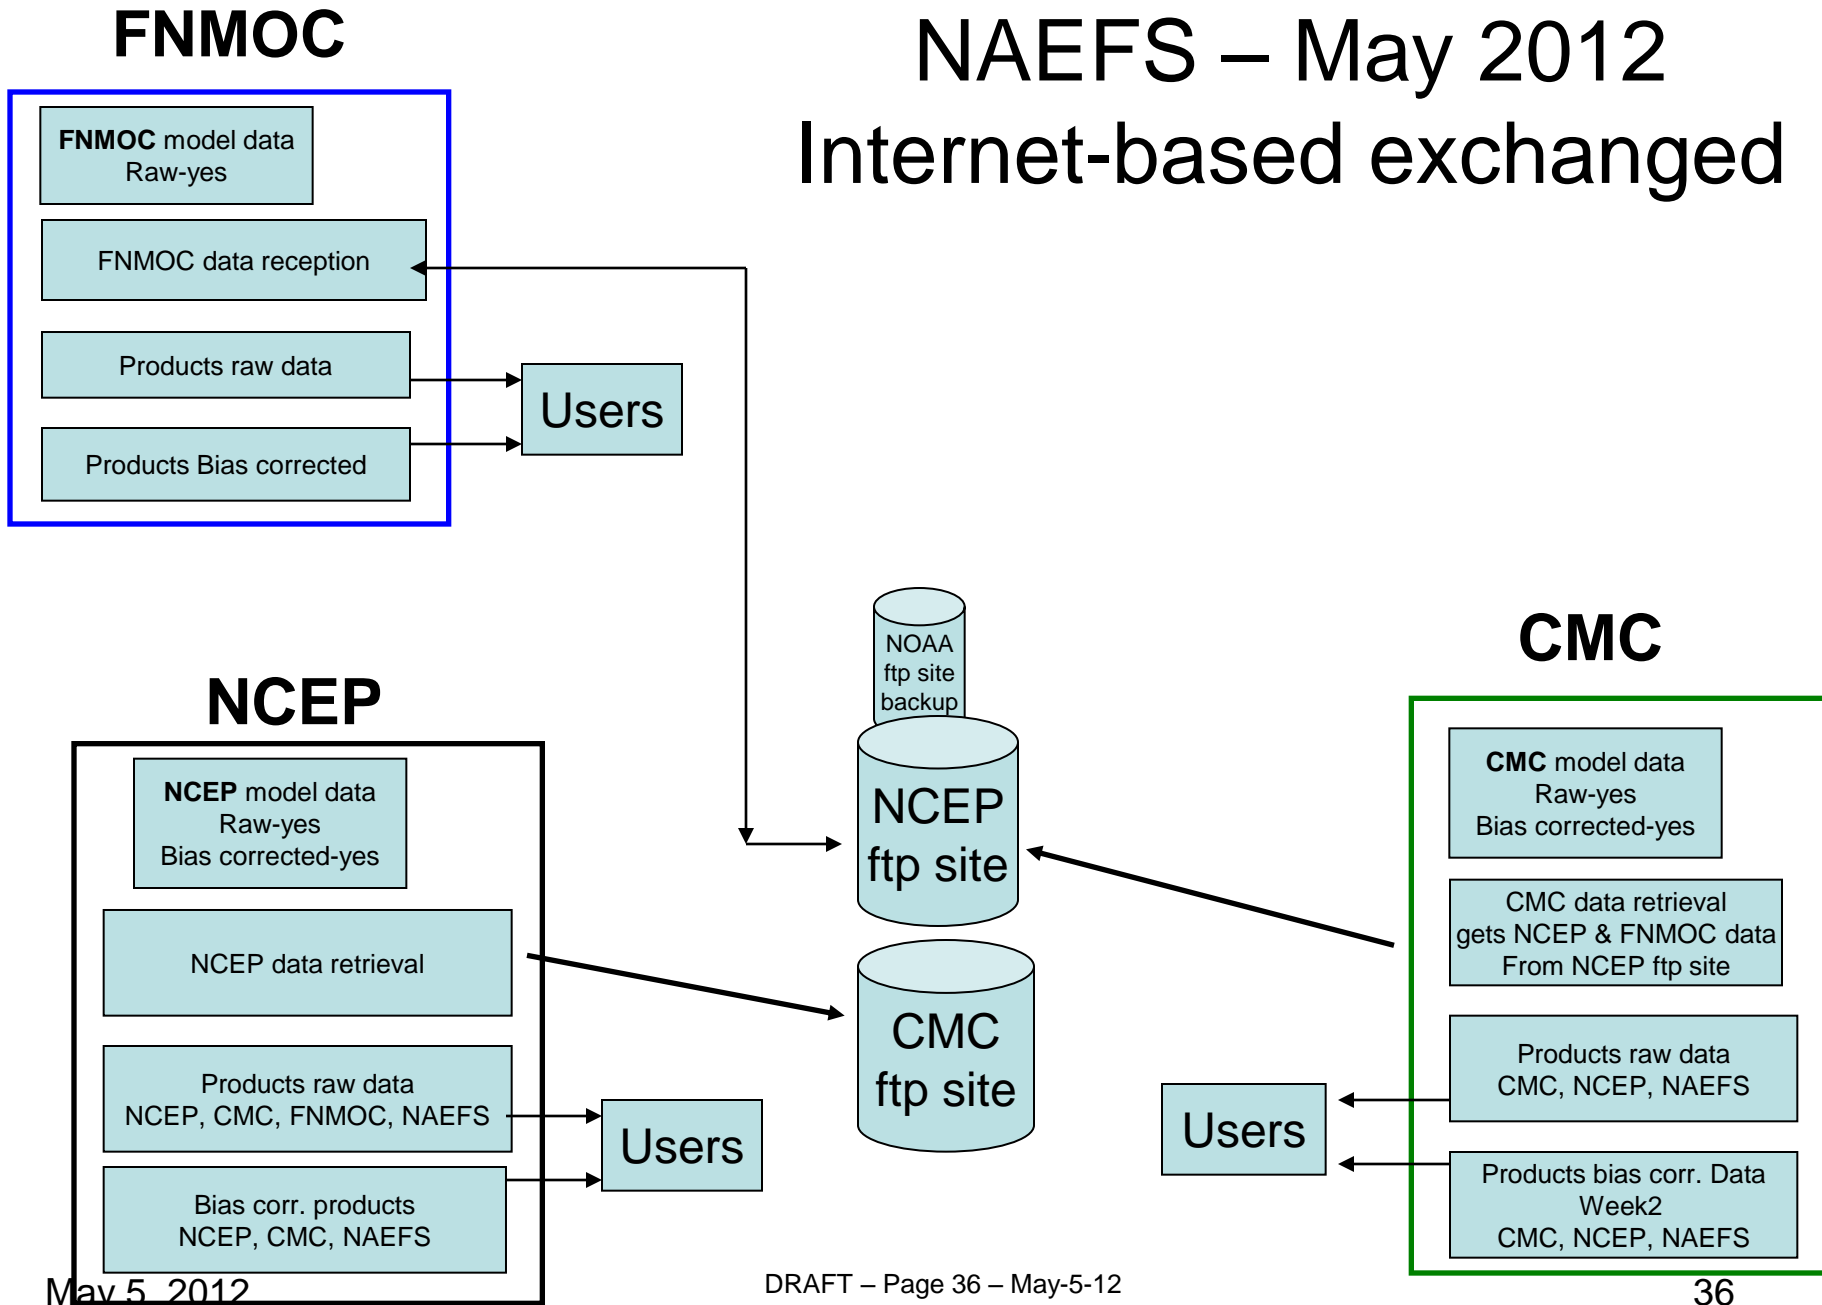 FNMOC
NAEFS – May 2012
Internet-based exchanged
FNMOC model data
Raw-yes
FNMOC data reception
Products raw data
Products Bias corrected
Users
NOAA
ftp site
backup
NCEP
ftp site
CMC
ftp site
NCEP
NCEP model data
Raw-yes
Bias corrected-yes
NCEP data retrieval
Products raw data
NCEP, CMC, FNMOC, NAEFS
Bias corr. products
NCEP, CMC, NAEFS
Users
CMC
CMC model data
Raw-yes
Bias corrected-yes
CMC data retrieval
gets NCEP & FNMOC data
From NCEP ftp site
Products raw data
CMC, NCEP, NAEFS
Products bias corr. Data
Week2
CMC, NCEP, NAEFS
Users
May 5, 2012
DRAFT – Page 36 – May-5-12
36